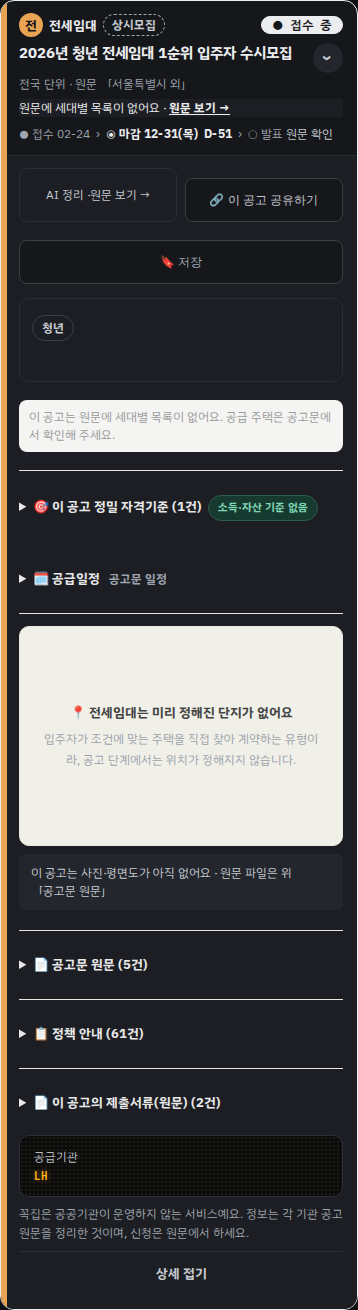 전 전세임대 상시모집 ● 접수 중
2026년 청년 전세임대 1순위 입주자 수시모집
전국 단위 · 원문 「서울특별시 외」
원문에 세대별 목록이 없어요 · 원문 보기 →
● 접수 02-24 › ◉ 마감 12-31(목) D-51 › ○ 발표 원문 확인
AI 정리 ·원문 보기 →
🔗 이 공고 공유하기
🔖 저장
청년
이 공고는 원문에 세대별 목록이 없어요. 공급 주택은 공고문에
서 확인해 주세요.
▶ 🎯 이 공고 정밀 자격기준 (1건) 소득·자산 기준 없음
▶ 🗓️ 공급일정 공고문 일정
📍 전세임대는 미리 정해진 단지가 없어요
입주자가 조건에 맞는 주택을 직접 찾아 계약하는 유형이
라, 공고 단계에서는 위치가 정해지지 않습니다.
이 공고는 사진·평면도가 아직 없어요 · 원문 파일은 위
「공고문 원문」
▶ 📄 공고문 원문 (5건)
▶ 📋 정책 안내 (61건)
▶ 📄 이 공고의 제출서류(원문) (2건)
공급기관
LH
꼭집은 공공기관이 운영하지 않는 서비스예요. 정보는 각 기관 공고
원문을 정리한 것이며, 신청은 원문에서 하세요.
상세 접기